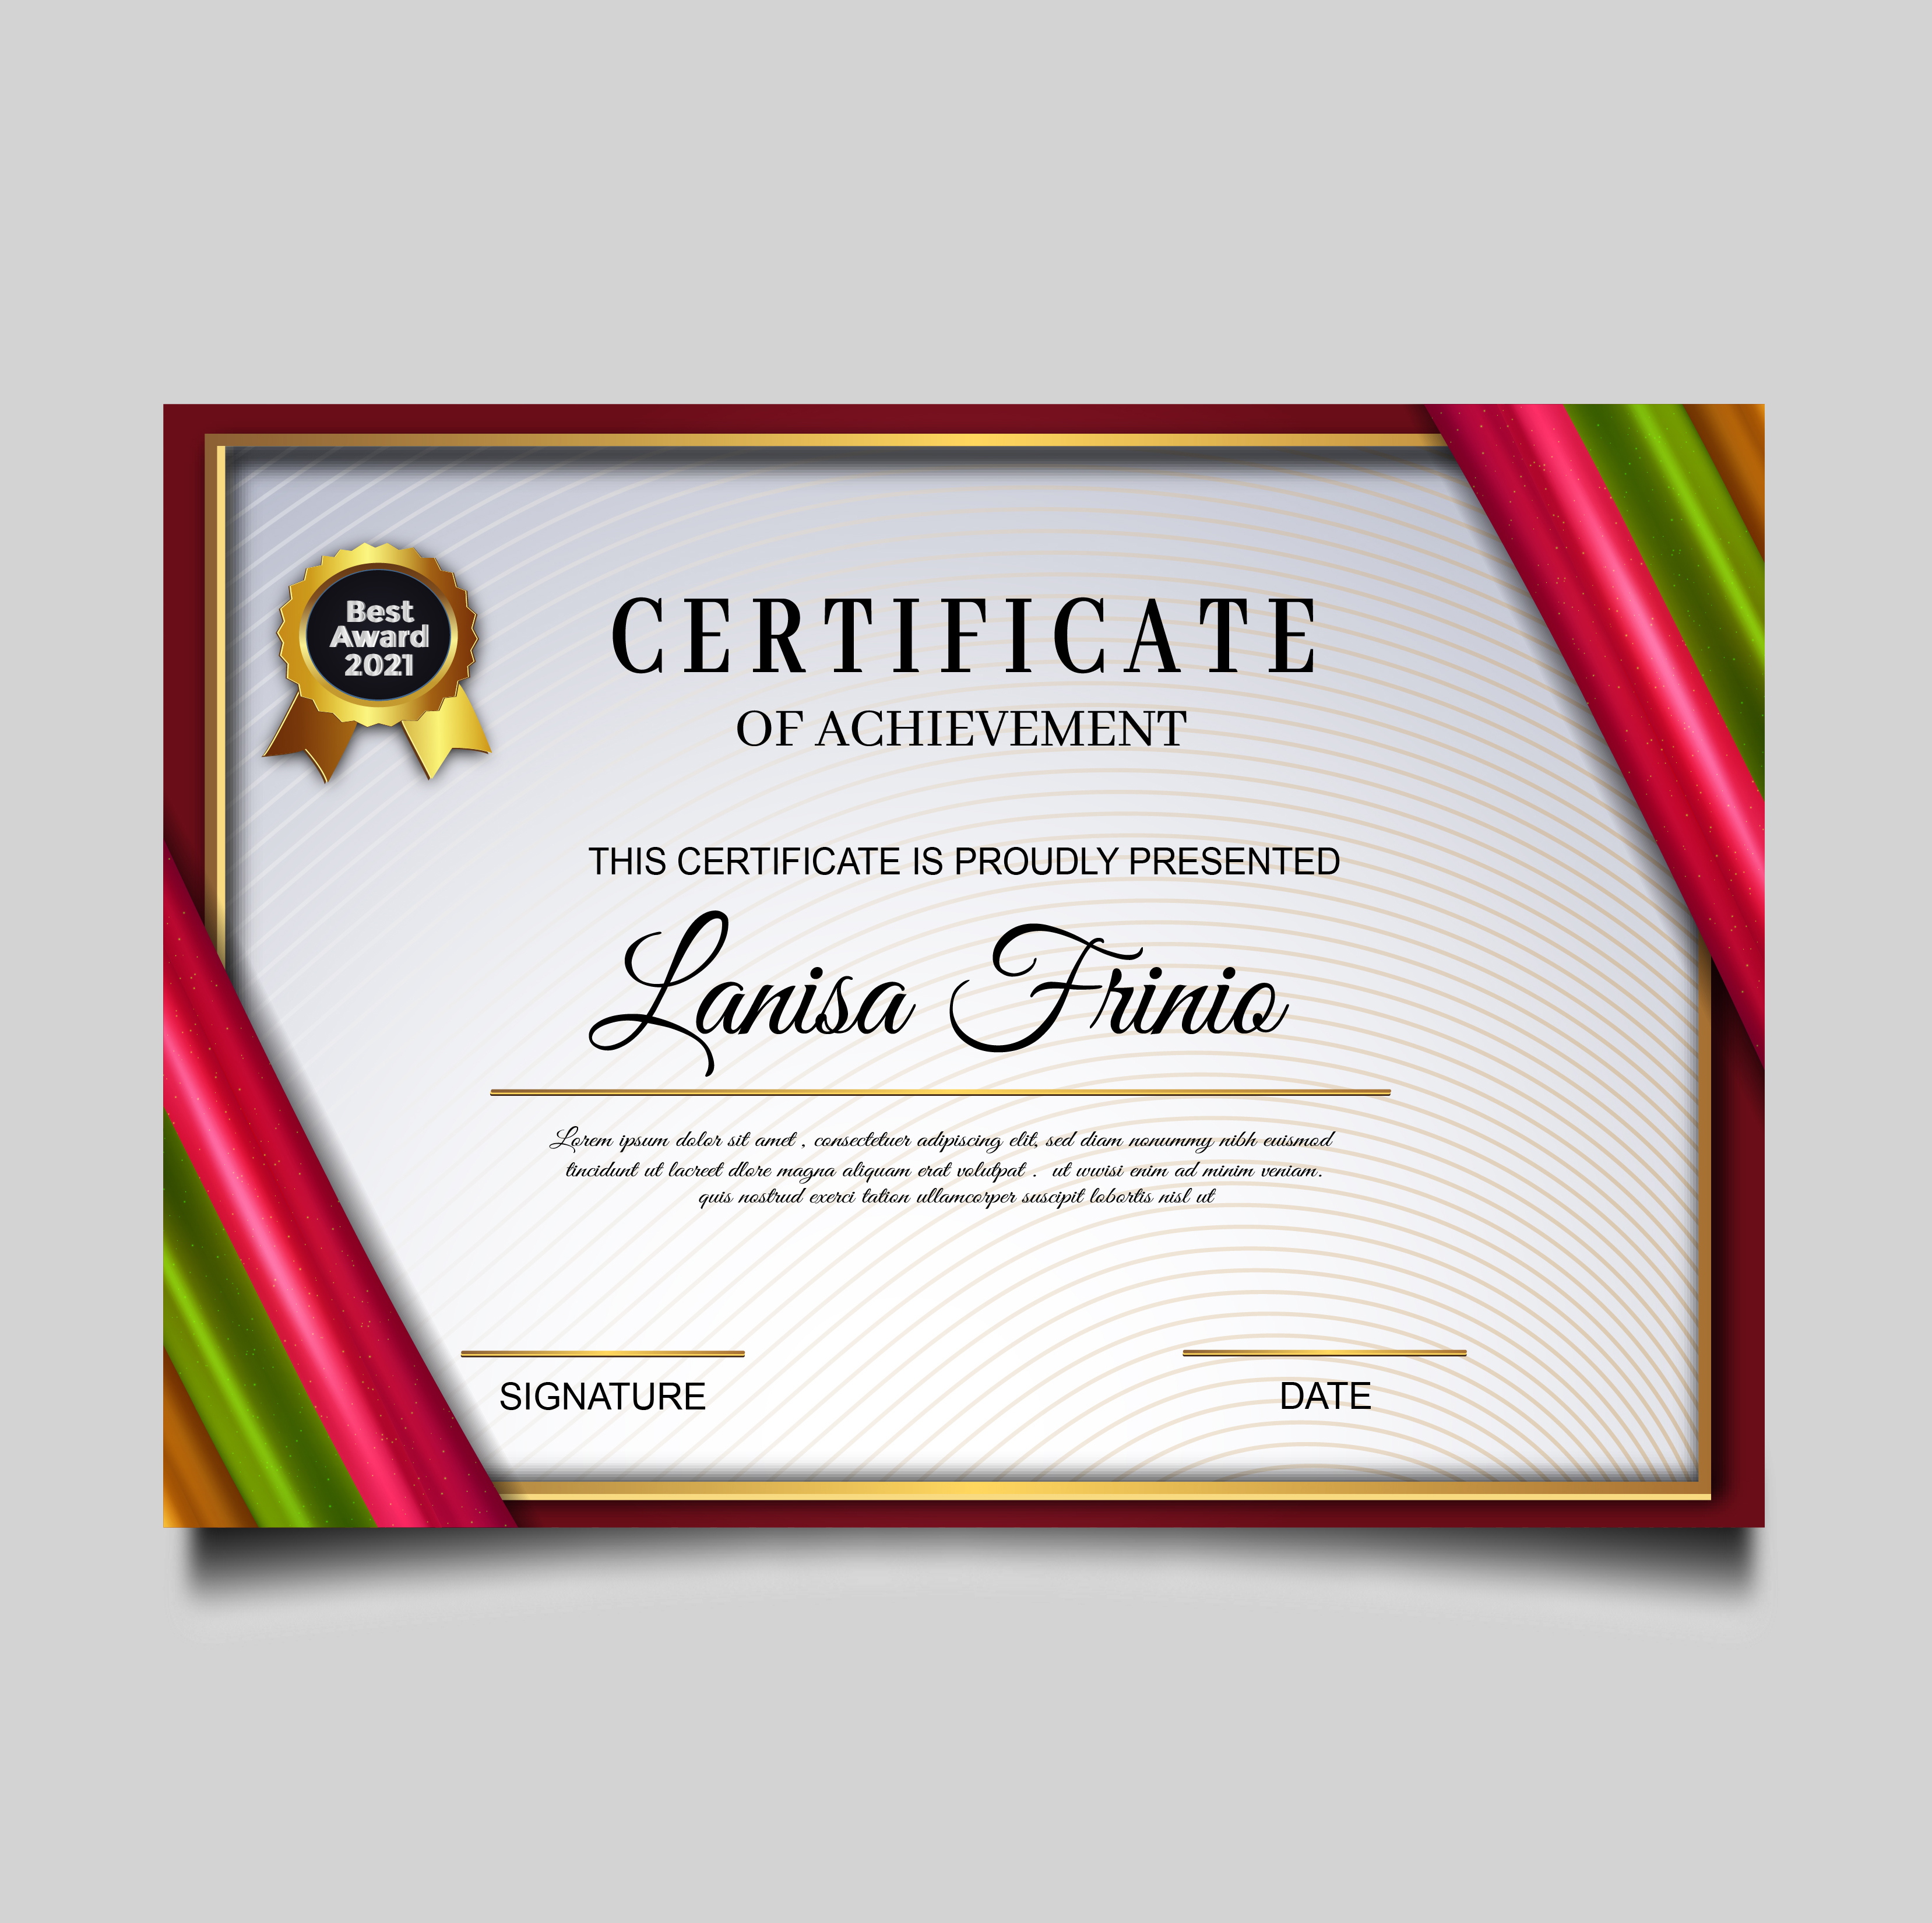 Best
Award
2021
CERTIFICATE
OF ACHIEVEMENT
THIS CERTIFICATE IS PROUDLY PRESENTED
Lanisa Frinio
Lorem ipsum dolor sit amet , consectetuer adipiscing elit, sed diam nonummy nibh euismod
tincidunt ut lacreet dlore magna aliquam erat volutpat . ut wwisi enim ad minim veniam.
quis nostrud exerci tation ullamcorper suscipit lobortis nisl ut
SIGNATURE
DATE